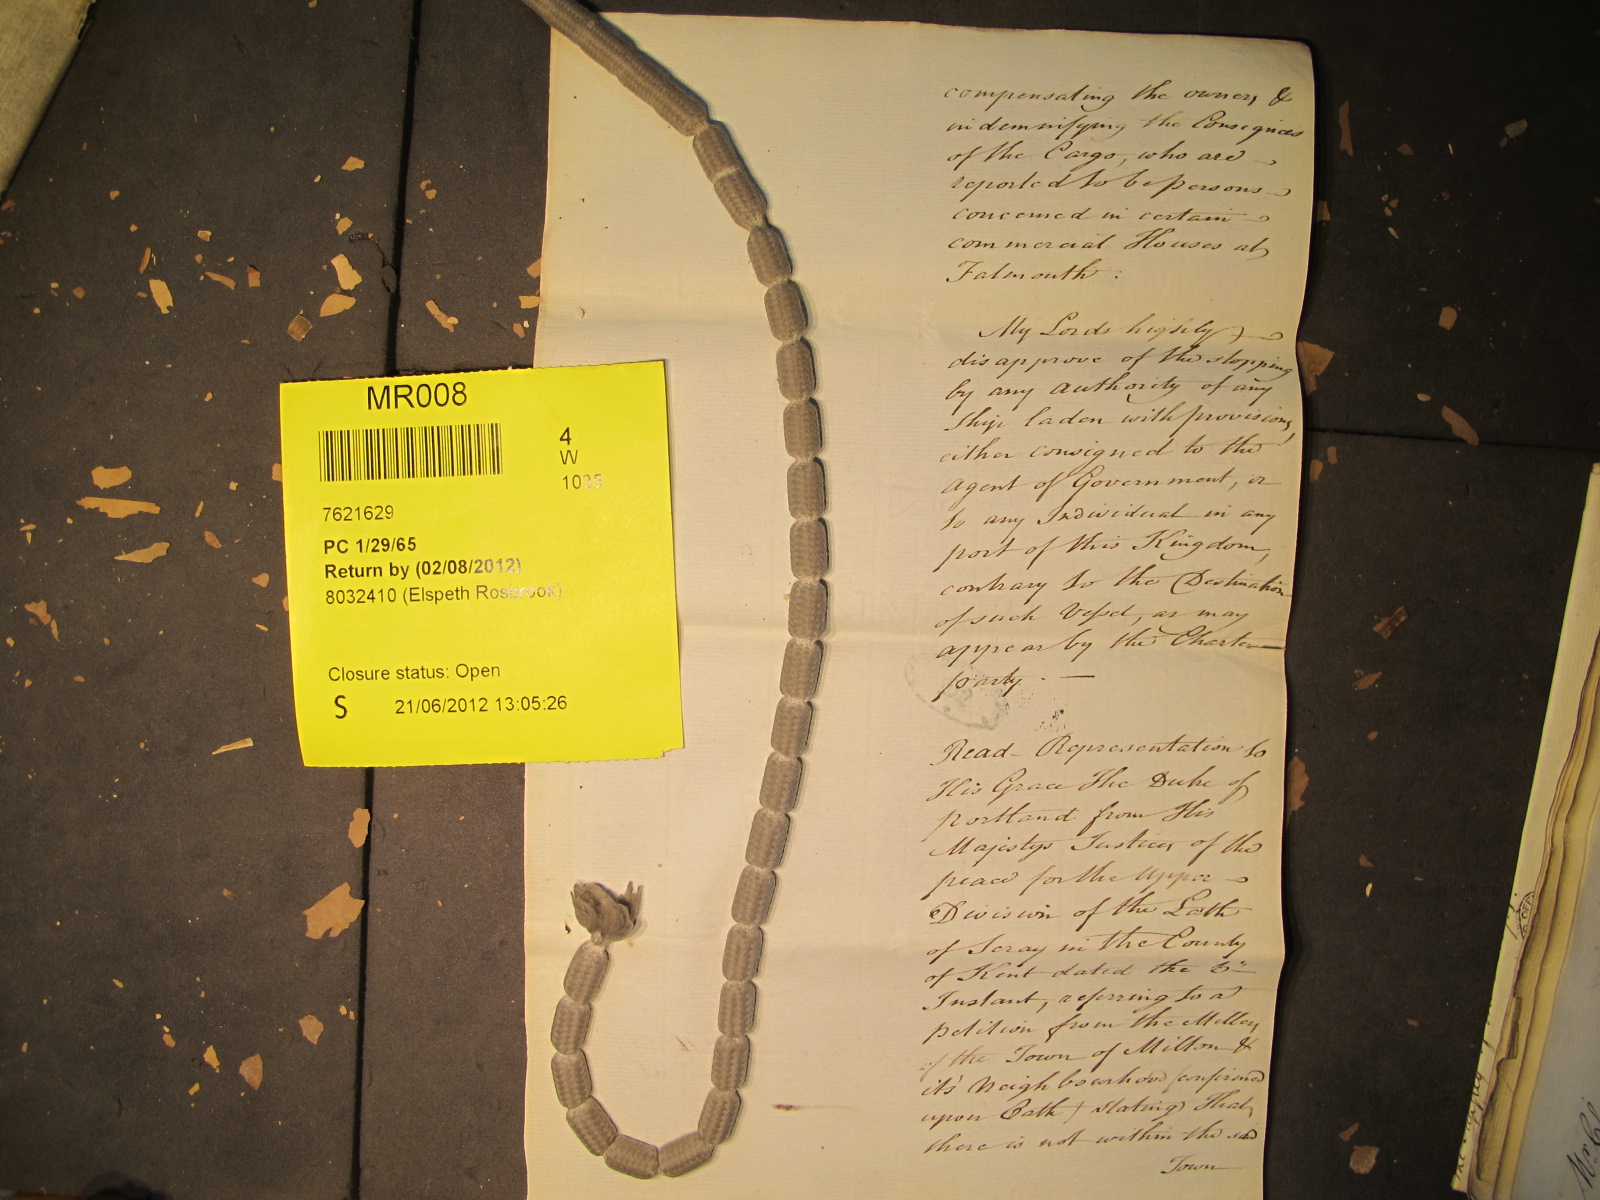 MR008
4
W
1025
7621629
PC 1/29/65
Return by (02/08/2012)
8032410 (Elspeth Rosbrook)
Closure status: Open
S 21/06/2012 13:05:26
compensating the owners &
indemnifying the Consignees
of the Cargo, who are
reported to be persons
concerned in certain
commercial Houses at
Falmouth.
My Lords highly
disapprove of the stopping
by any authority of any
Ship laden with provisions,
either consigned to the
Agent of Government, or
to any Individual in any
port of this Kingdom,
contrary to the Destination
of such Vessel, as may
appear by the Charter
party. —
Read Representation to
His Grace The Duke of
Portland from His
Majestys Justices of the
peace for the Upper
Division of the Lath
of Scray in the County
of Kent dated the
Instant, referring to a
petition from the Millers
of the Town of Milton &
it's Neighbourhood (confirmed
upon Oath) stating that
there is not within the said
Town